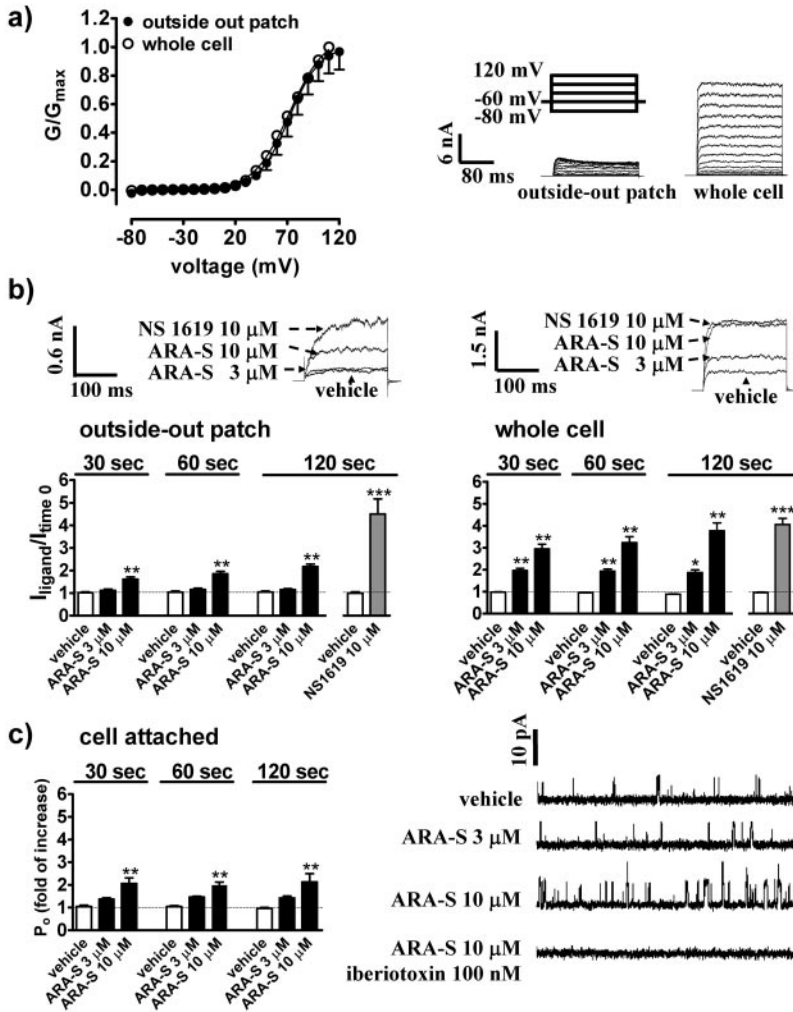 a)
outside out patch
whole cell
G/Gmax
1.2
1.0
0.8
0.6
0.4
0.2
0.0
-80 -30 20 70 120
voltage (mV)
120 mV
-60 mV
-80 mV
6 nA
80 ms
outside-out patch
whole cell
b)
0.6 nA
100 ms
NS 1619 10 μM
ARA-S 10 μM
ARA-S 3 μM
vehicle
1.5 nA
100 ms
NS 1619 10 μM
ARA-S 10 μM
ARA-S 3 μM
vehicle
outside-out patch
30 sec 60 sec 120 sec
Iligand/Itime 0
6
5
4
3
2
1
0
** ** ** ***
vehicle
ARA-S 3 μM
ARA-S 10 μM
vehicle
ARA-S 3 μM
ARA-S 10 μM
vehicle
ARA-S 3 μM
ARA-S 10 μM
vehicle
NS1619 10 μM
whole cell
30 sec 60 sec 120 sec
6
5
4
3
2
1
0
** ** ** ** * ** ***
vehicle
ARA-S 3 μM
ARA-S 10 μM
vehicle
ARA-S 3 μM
ARA-S 10 μM
vehicle
ARA-S 3 μM
ARA-S 10 μM
vehicle
NS1619 10 μM
c)
cell attached
30 sec 60 sec 120 sec
Po (fold of increase)
6
5
4
3
2
1
0
** ** **
vehicle
ARA-S 3 μM
ARA-S 10 μM
vehicle
ARA-S 3 μM
ARA-S 10 μM
vehicle
ARA-S 3 μM
ARA-S 10 μM
10 pA
vehicle
ARA-S 3 μM
ARA-S 10 μM
ARA-S 10 μM
iberiotoxin 100 nM